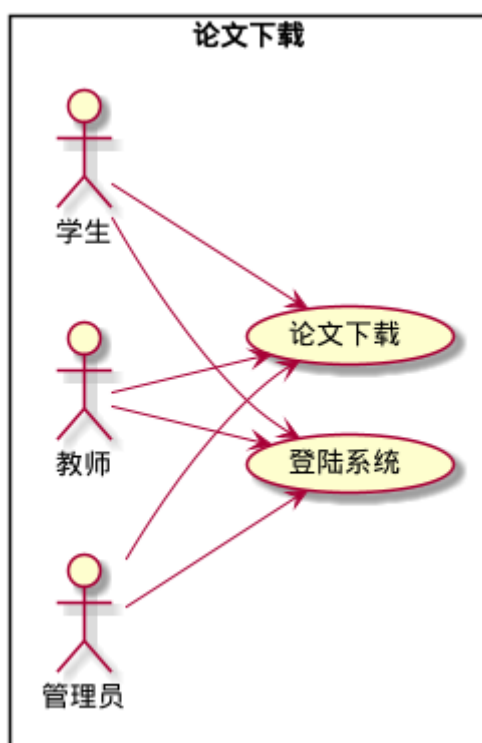 论文下载
学生
论文下载
教师
登陆系统
管理员